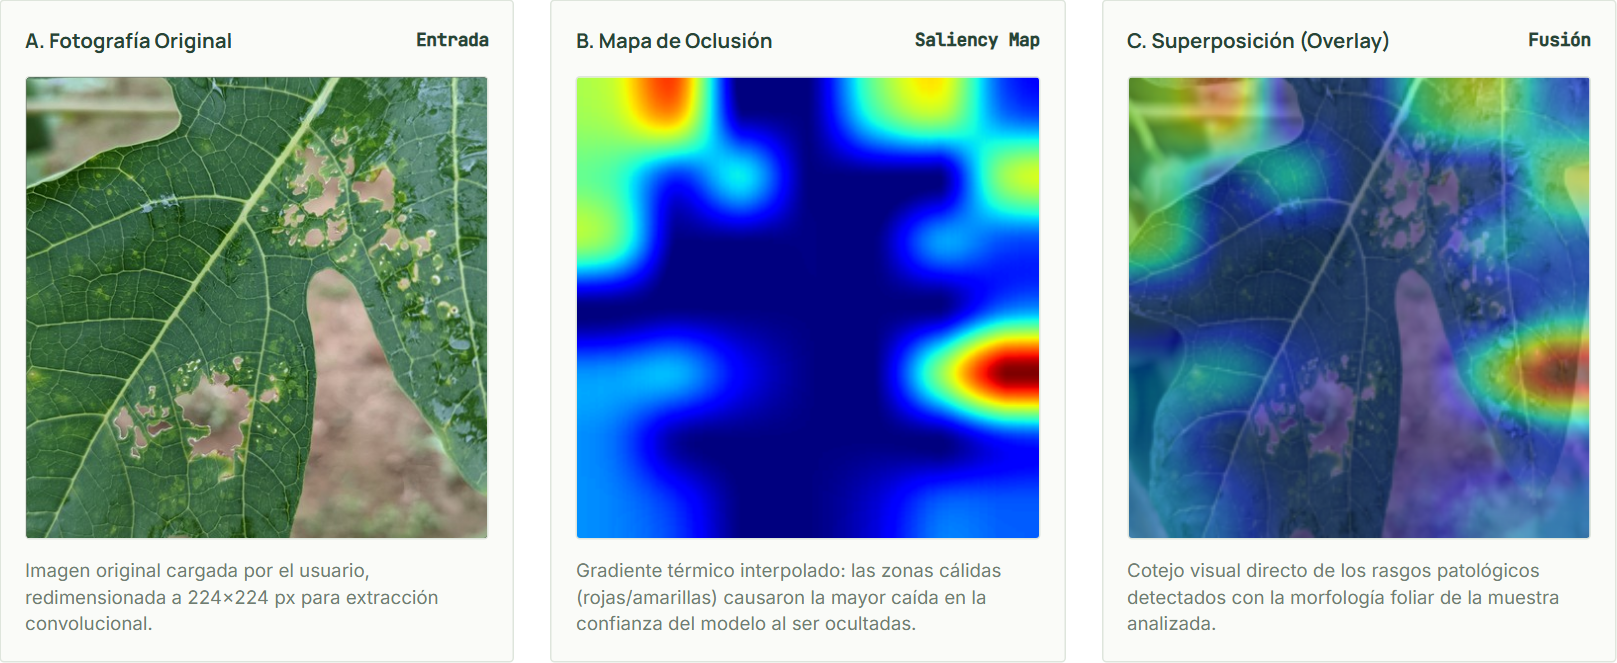 A. Fotografía Original
Entrada
Imagen original cargada por el usuario,
redimensionada a 224×224 px para extracción
convolucional.
B. Mapa de Oclusión
Saliency Map
Gradiente térmico interpolado: las zonas cálidas
(rojas/amarillas) causaron la mayor caída en la
confianza del modelo al ser ocultadas.
C. Superposición (Overlay)
Fusión
Cotejo visual directo de los rasgos patológicos
detectados con la morfología foliar de la muestra
analizada.